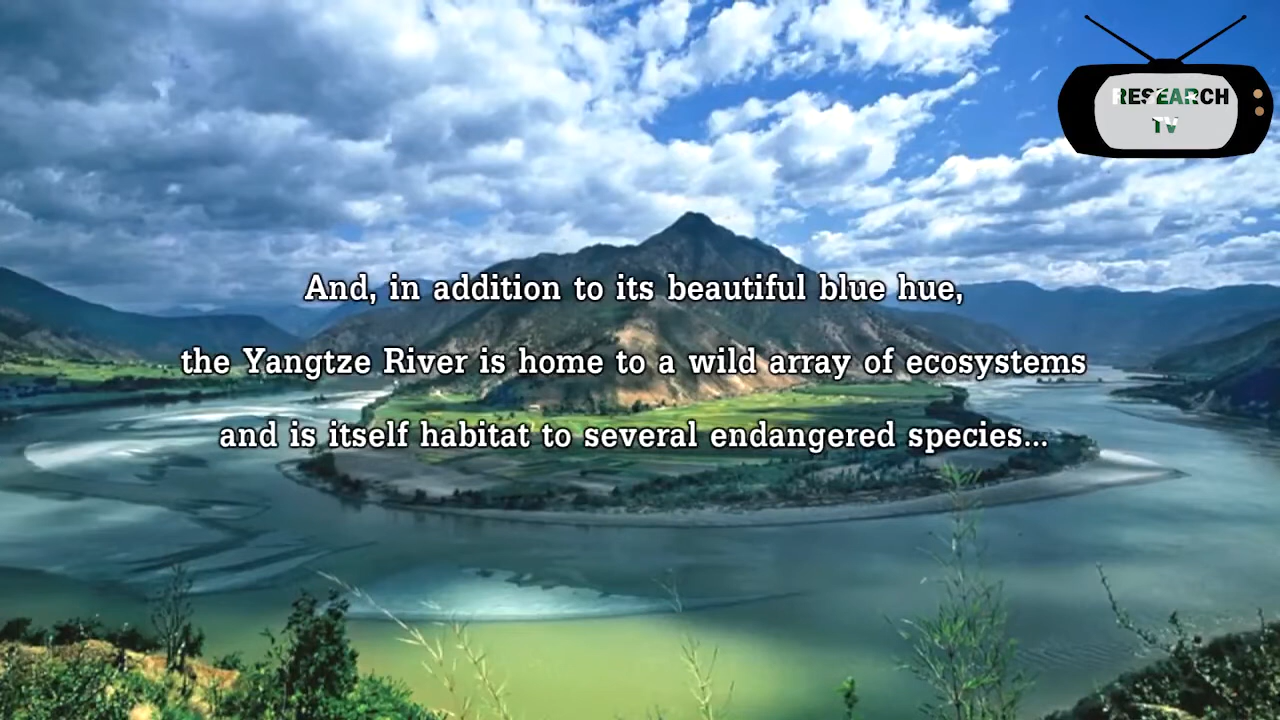 RESEARCH
TV
And, in addition to its beautiful blue hue,
the Yangtze River is home to a wild array of ecosystems
and is itself habitat to several endangered species...